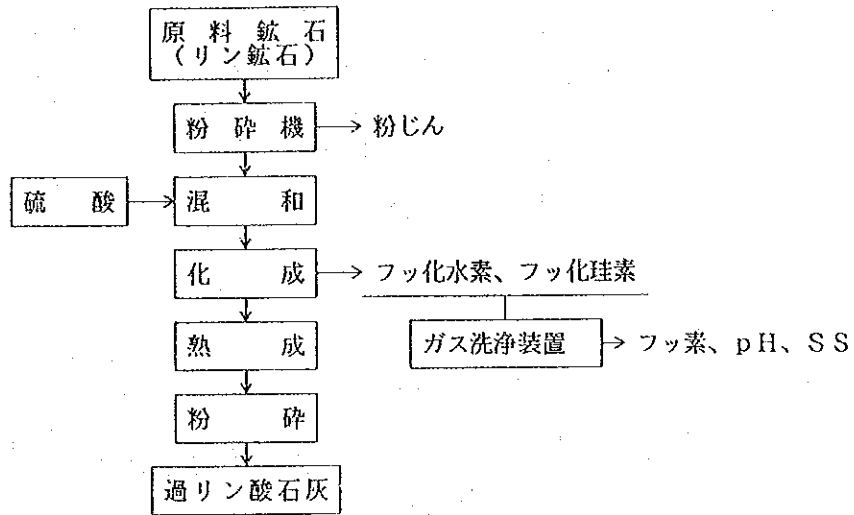 原料鉱石
（リン鉱石）
粉砕機
粉じん
硫酸
混和
化成
フッ化水素、フッ化珪素
熟成
ガス洗浄装置
フッ素、pH、SS
粉砕
過リン酸石灰